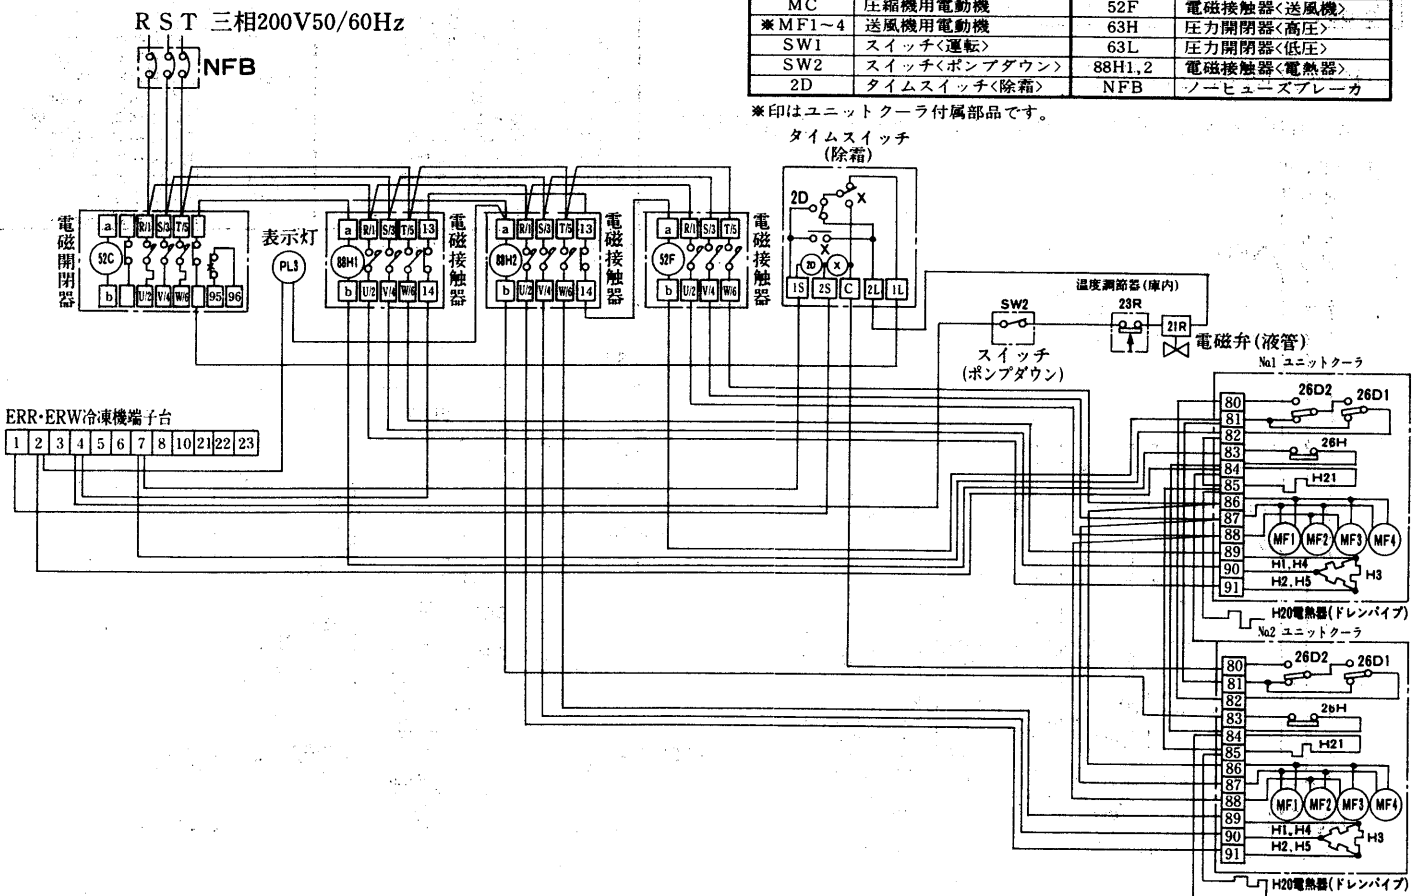 R S T 三相200V50/60Hz
NFB
MC 圧縮機用電動機 52F 電磁接触器<送風機>
※MF1~4 送風機用電動機 63H 圧力開閉器<高圧>
SW1 スイッチ<運転> 63L 圧力開閉器<低圧>
SW2 スイッチ<ポンプダウン> 88H1,2 電磁接触器<電熱器>
2D タイムスイッチ<除霜> NFB ノーヒューズブレーカ
※印はユニットクーラ付属部品です。
タイムスイッチ
(除霜)
2D X
X
2D X
1S 2S C 2L 1L
電磁開閉器
a R/1 S/3 T/5
52C
b U/2 V/4 W/6 95 96
表示灯
PL3
a R/1 S/3 T/5 13
88H1
b U/2 V/4 W/6 14
電磁接触器
a R/1 S/3 T/5 13
88H2
b U/2 V/4 W/6 14
電磁接触器
a R/1 S/3 T/5
52F
b U/2 V/4 W/6
電磁接触器
温度調節器(庫内)
SW2
23R
21R
スイッチ
(ポンプダウン)
電磁弁(液管)
ERR・ERW冷凍機端子台
1 2 3 4 5 6 7 8 10 21 22 23
No.1 ユニットクーラ
80 26D2 26D1
81
82
83 26H
84
85 H21
86
87
88 MF1 MF2 MF3 MF4
89
90 H1,H4 H3
91 H2,H5
H20電熱器(ドレンパイプ)
No.2 ユニットクーラ
80 26D2 26D1
81
82
83 26H
84
85 H21
86
87
88 MF1 MF2 MF3 MF4
89
90 H1,H4 H3
91 H2,H5
H20電熱器(ドレンパイプ)